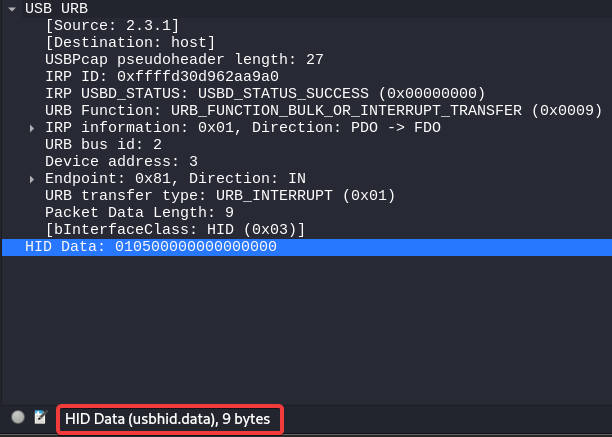 USB URB
[Source: 2.3.1]
[Destination: host]
USBPcap pseudoheader length: 27
IRP ID: 0xffffd30d962aa9a0
IRP USBD_STATUS: USBD_STATUS_SUCCESS (0x00000000)
URB Function: URB_FUNCTION_BULK_OR_INTERRUPT_TRANSFER (0x0009)
IRP information: 0x01, Direction: PDO -> FDO
URB bus id: 2
Device address: 3
Endpoint: 0x81, Direction: IN
URB transfer type: URB_INTERRUPT (0x01)
Packet Data Length: 9
[bInterfaceClass: HID (0x03)]
HID Data: 010500000000000000
HID Data (usbhid.data), 9 bytes